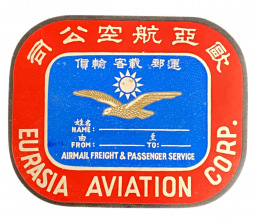 歐亞航空公司
運郵 載客 輸貨
姓名
NAME:
由 至
FROM: TO:
AIRMAIL FREIGHT & PASSENGER SERVICE
EURASIA AVIATION CORP.